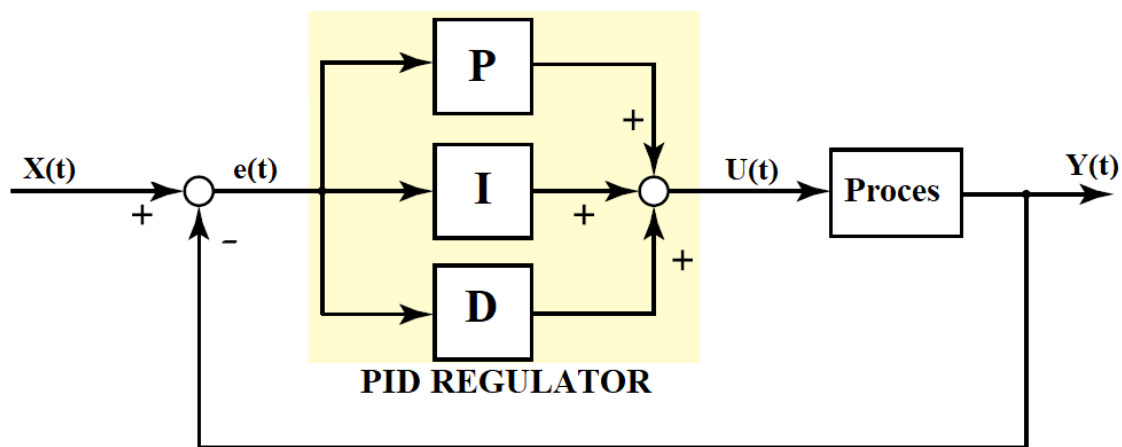 P
+
X(t)
e(t)
I
U(t)
Proces
Y(t)
+
+
-
+
D
PID REGULATOR